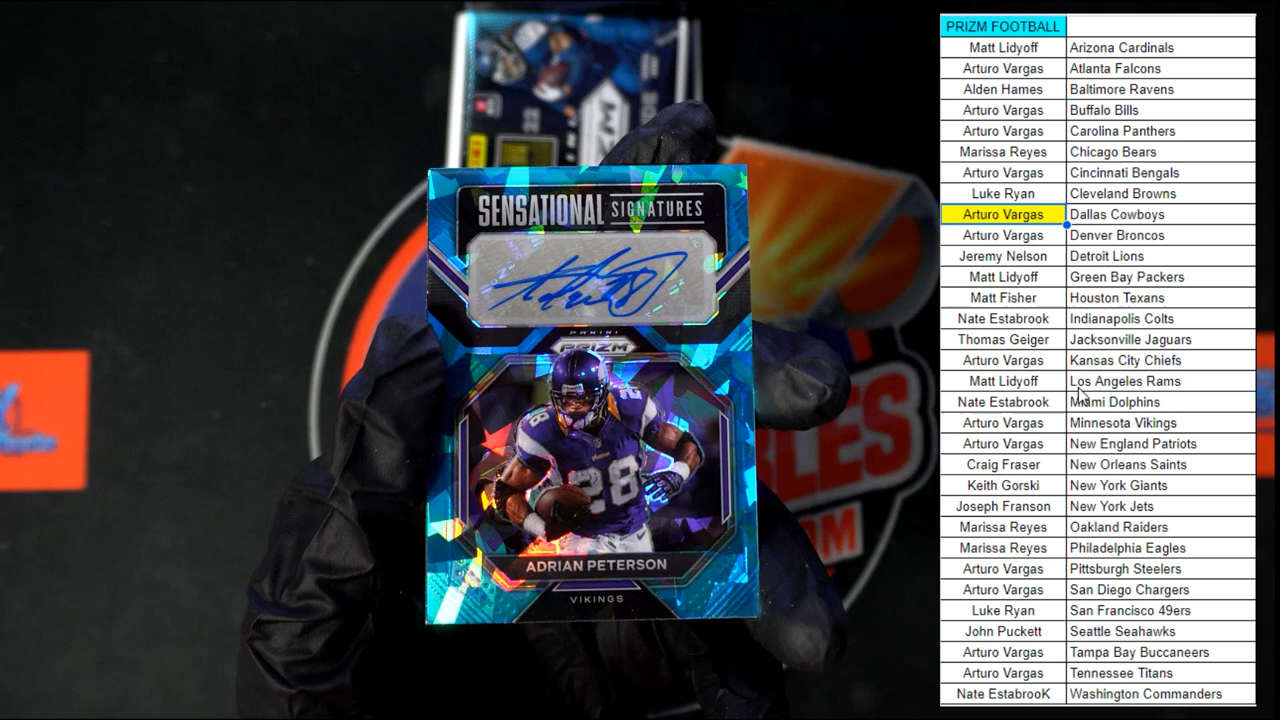 SENSATIONAL SIGNATURES
PANINI
PRIZM
28
28
ADRIAN PETERSON
VIKINGS
PRIZM FOOTBALL
Matt Lidyoff Arizona Cardinals
Arturo Vargas Atlanta Falcons
Alden Hames Baltimore Ravens
Arturo Vargas Buffalo Bills
Arturo Vargas Carolina Panthers
Marissa Reyes Chicago Bears
Arturo Vargas Cincinnati Bengals
Luke Ryan Cleveland Browns
Arturo Vargas Dallas Cowboys
Arturo Vargas Denver Broncos
Jeremy Nelson Detroit Lions
Matt Lidyoff Green Bay Packers
Matt Fisher Houston Texans
Nate Estabrook Indianapolis Colts
Thomas Geiger Jacksonville Jaguars
Arturo Vargas Kansas City Chiefs
Matt Lidyoff Los Angeles Rams
Nate Estabrook Miami Dolphins
Arturo Vargas Minnesota Vikings
Arturo Vargas New England Patriots
Craig Fraser New Orleans Saints
Keith Gorski New York Giants
Joseph Franson New York Jets
Marissa Reyes Oakland Raiders
Marissa Reyes Philadelphia Eagles
Arturo Vargas Pittsburgh Steelers
Arturo Vargas San Diego Chargers
Luke Ryan San Francisco 49ers
John Puckett Seattle Seahawks
Arturo Vargas Tampa Bay Buccaneers
Arturo Vargas Tennessee Titans
Nate EstabrooK Washington Commanders